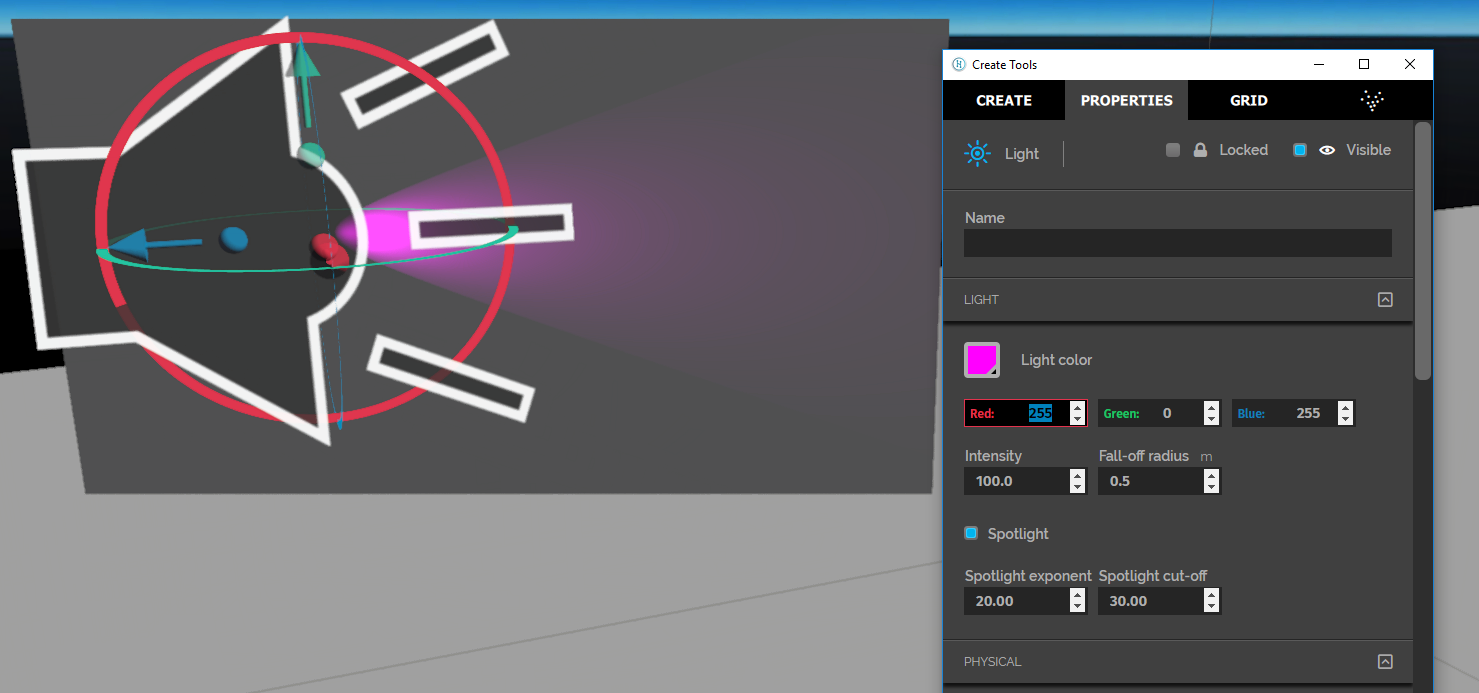 Create Tools
CREATE PROPERTIES GRID
Light Locked Visible
Name
LIGHT
Light color
Red: 255 Green: 0 Blue: 255
Intensity Fall-off radius m
100.0 0.5
Spotlight
Spotlight exponent Spotlight cut-off
20.00 30.00
PHYSICAL